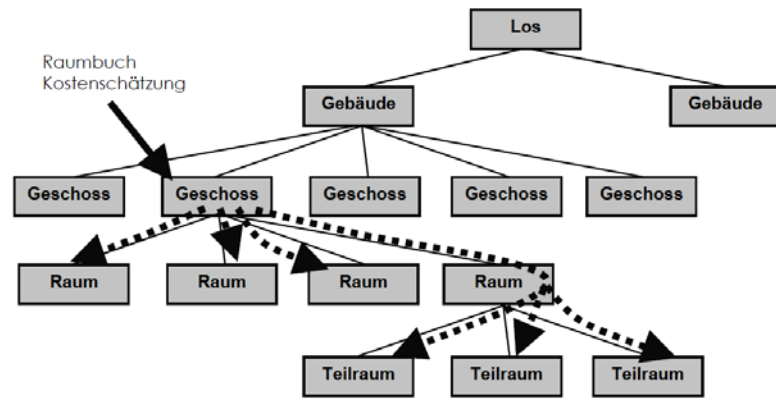 Los
Raumbuch
Kostenschätzung
Gebäude
Gebäude
Geschoss
Geschoss
Geschoss
Geschoss
Geschoss
Raum
Raum
Raum
Raum
Teilraum
Teilraum
Teilraum